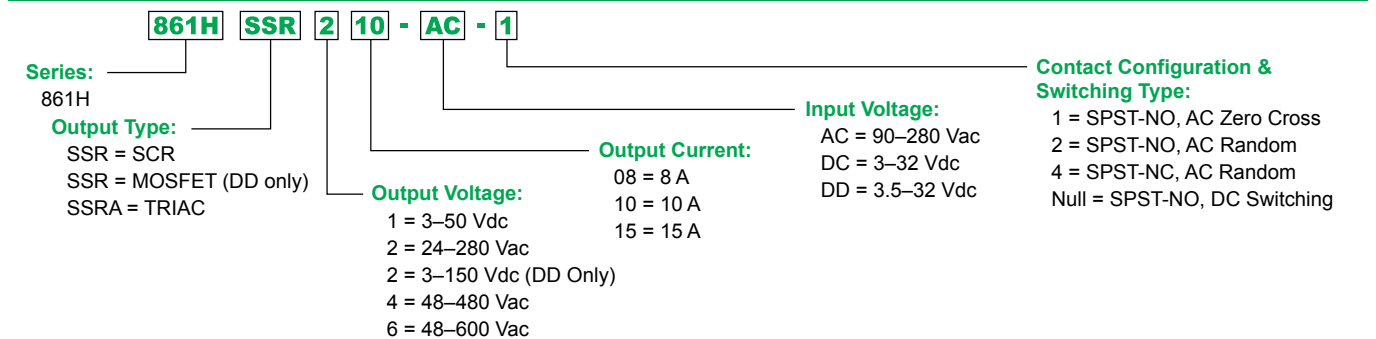 861H SSR 2 10 - AC - 1
Series:
861H
Output Type:
SSR = SCR
SSR = MOSFET (DD only)
SSRA = TRIAC
Output Voltage:
1 = 3–50 Vdc
2 = 24–280 Vac
2 = 3–150 Vdc (DD Only)
4 = 48–480 Vac
6 = 48–600 Vac
Output Current:
08 = 8 A
10 = 10 A
15 = 15 A
Input Voltage:
AC = 90–280 Vac
DC = 3–32 Vdc
DD = 3.5–32 Vdc
Contact Configuration &
Switching Type:
1 = SPST-NO, AC Zero Cross
2 = SPST-NO, AC Random
4 = SPST-NC, AC Random
Null = SPST-NO, DC Switching